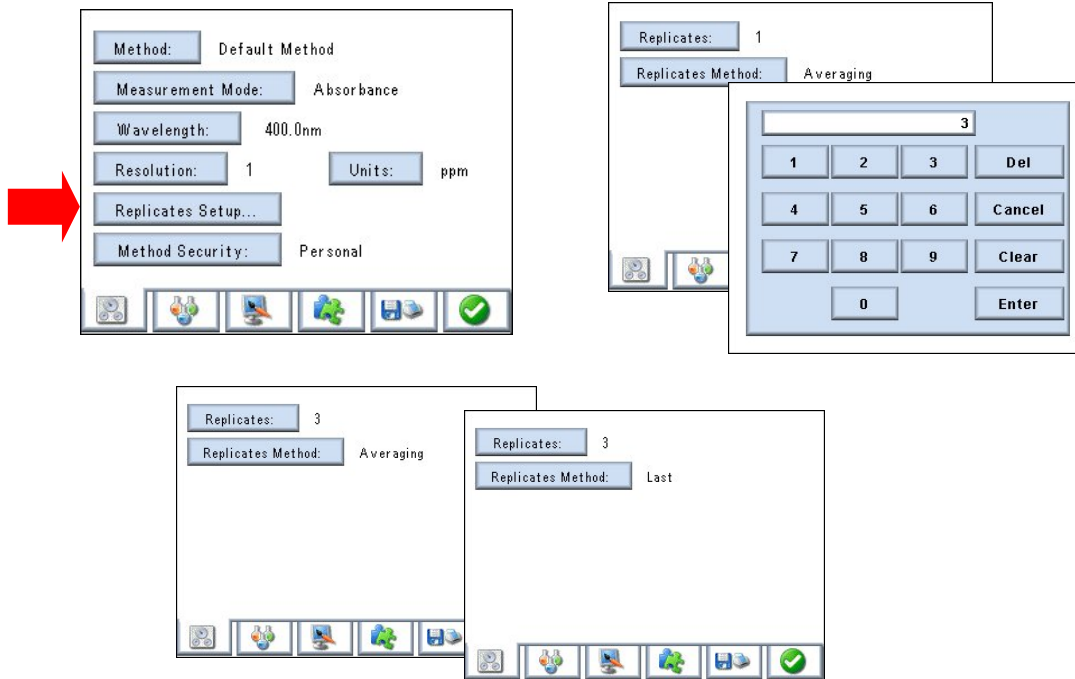 Method: Default Method
Measurement Mode: Absorbance
Wavelength: 400.0nm
Resolution: 1 Units: ppm
Replicates Setup...
Method Security: Personal
Replicates: 1
Replicates Method: Averaging
3
1 2 3 Del
4 5 6 Cancel
7 8 9 Clear
0 Enter
Replicates: 3
Replicates Method: Averaging
Replicates: 3
Replicates Method: Last